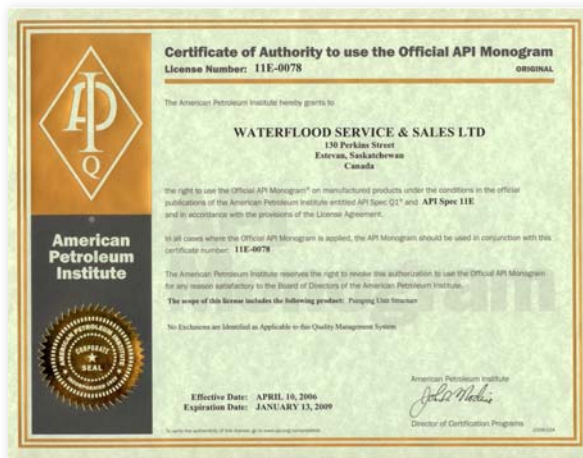 Certificate of Authority to use the Official API Monogram
License Number: 11E-0078
ORIGINAL
The American Petroleum Institute hereby grants to
WATERFLOOD SERVICE & SALES LTD
130 Perkins Street
Estevan, Saskatchewan
Canada
the right to use the Official API Monogram® on manufactured products under the conditions in the official
publications of the American Petroleum Institute entitled API Spec Q1® and API Spec 11E
and in accordance with the provisions of the License Agreement.
In all cases where the Official API Monogram is applied, the API Monogram should be used in conjunction with this
certificate number: 11E-0078
The American Petroleum Institute reserves the right to revoke this authorization to use the Official API Monogram
for any reason satisfactory to the Board of Directors of the American Petroleum Institute.
The scope of this license includes the following product: Pumping Unit Structure
No Exclusions are Identified as Applicable to this Quality Management System
Effective Date: APRIL 10, 2006
Expiration Date: JANUARY 13, 2009
American Petroleum Institute
Director of Certification Programs
API
Q
American
Petroleum
Institute
AMERICAN PETROLEUM INSTITUTE
CORPORATE
SEAL